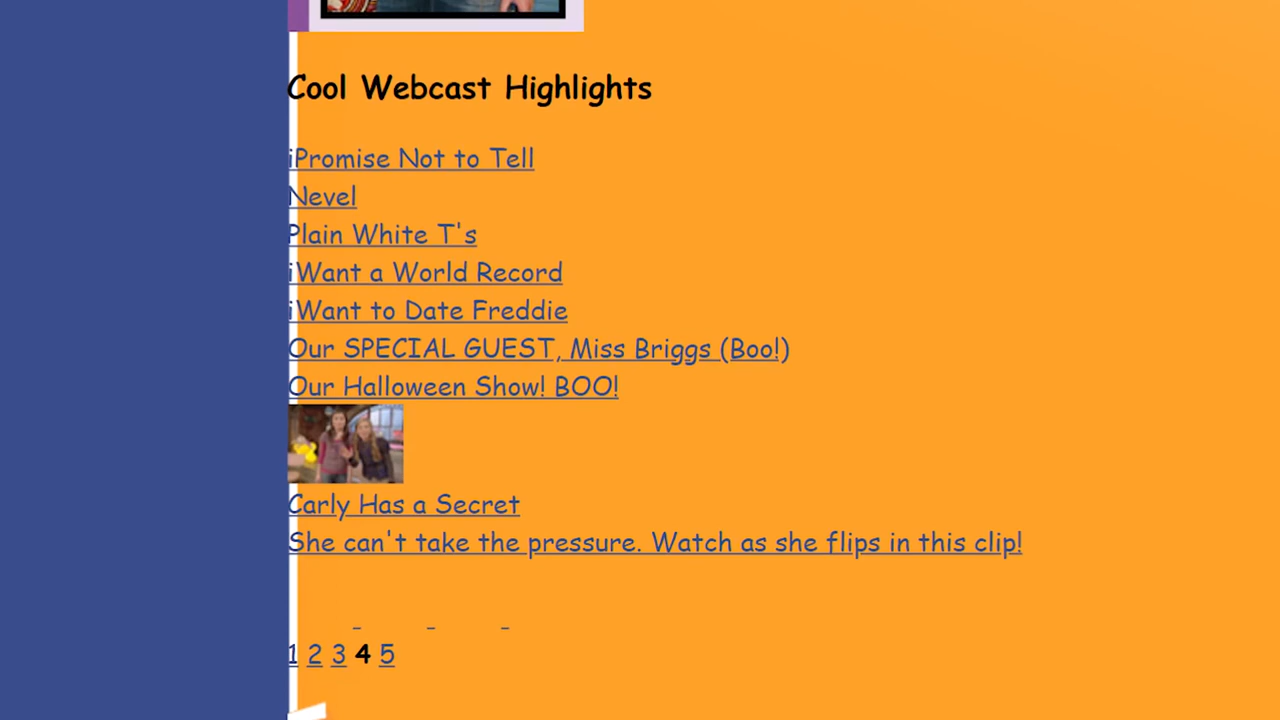 Cool Webcast Highlights
iPromise Not to Tell
Nevel
Plain White T's
iWant a World Record
iWant to Date Freddie
Our SPECIAL GUEST, Miss Briggs (Boo!)
Our Halloween Show! BOO!
Carly Has a Secret
She can't take the pressure. Watch as she flips in this clip!
1 2 3 4 5